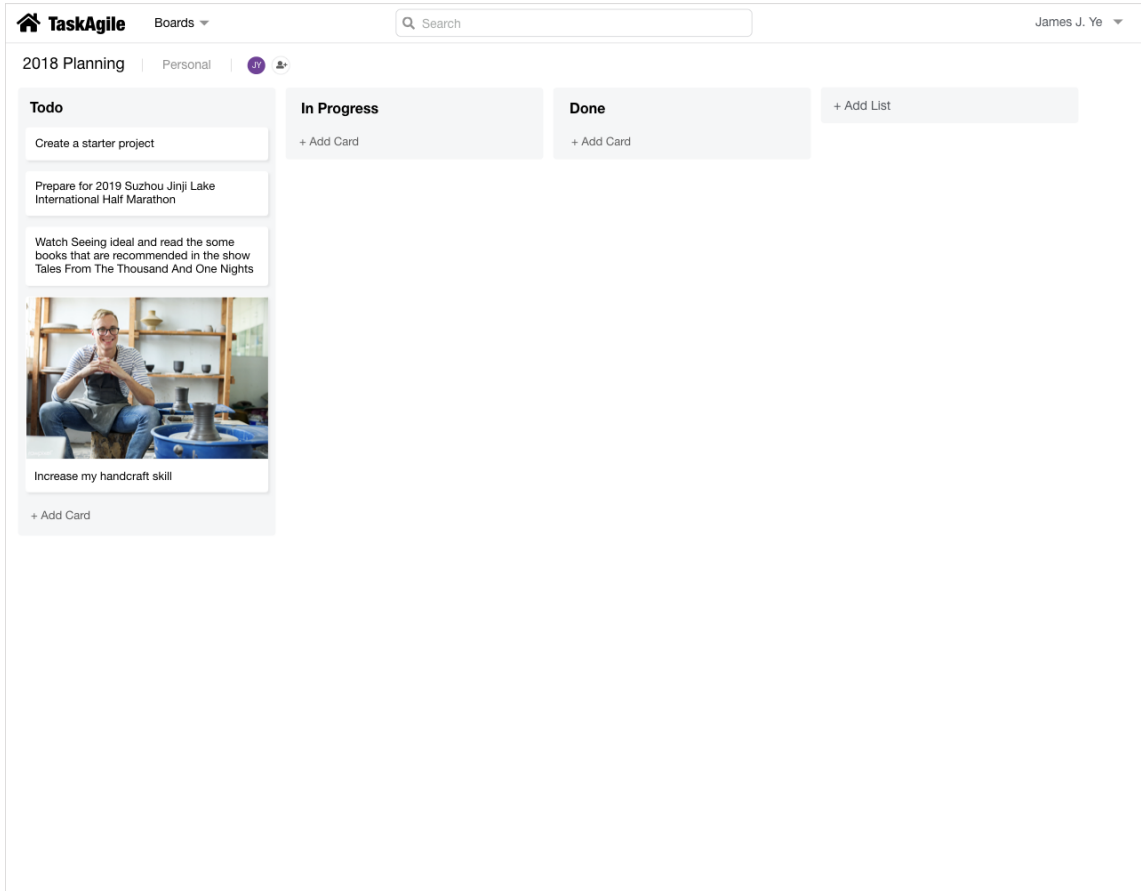 TaskAgile
Boards
Search
James J. Ye
2018 Planning
Personal
JY
Todo
Create a starter project
Prepare for 2019 Suzhou Jinji Lake
International Half Marathon
Watch Seeing ideal and read the some
books that are recommended in the show
Tales From The Thousand And One Nights
Increase my handcraft skill
+ Add Card
In Progress
+ Add Card
Done
+ Add Card
+ Add List